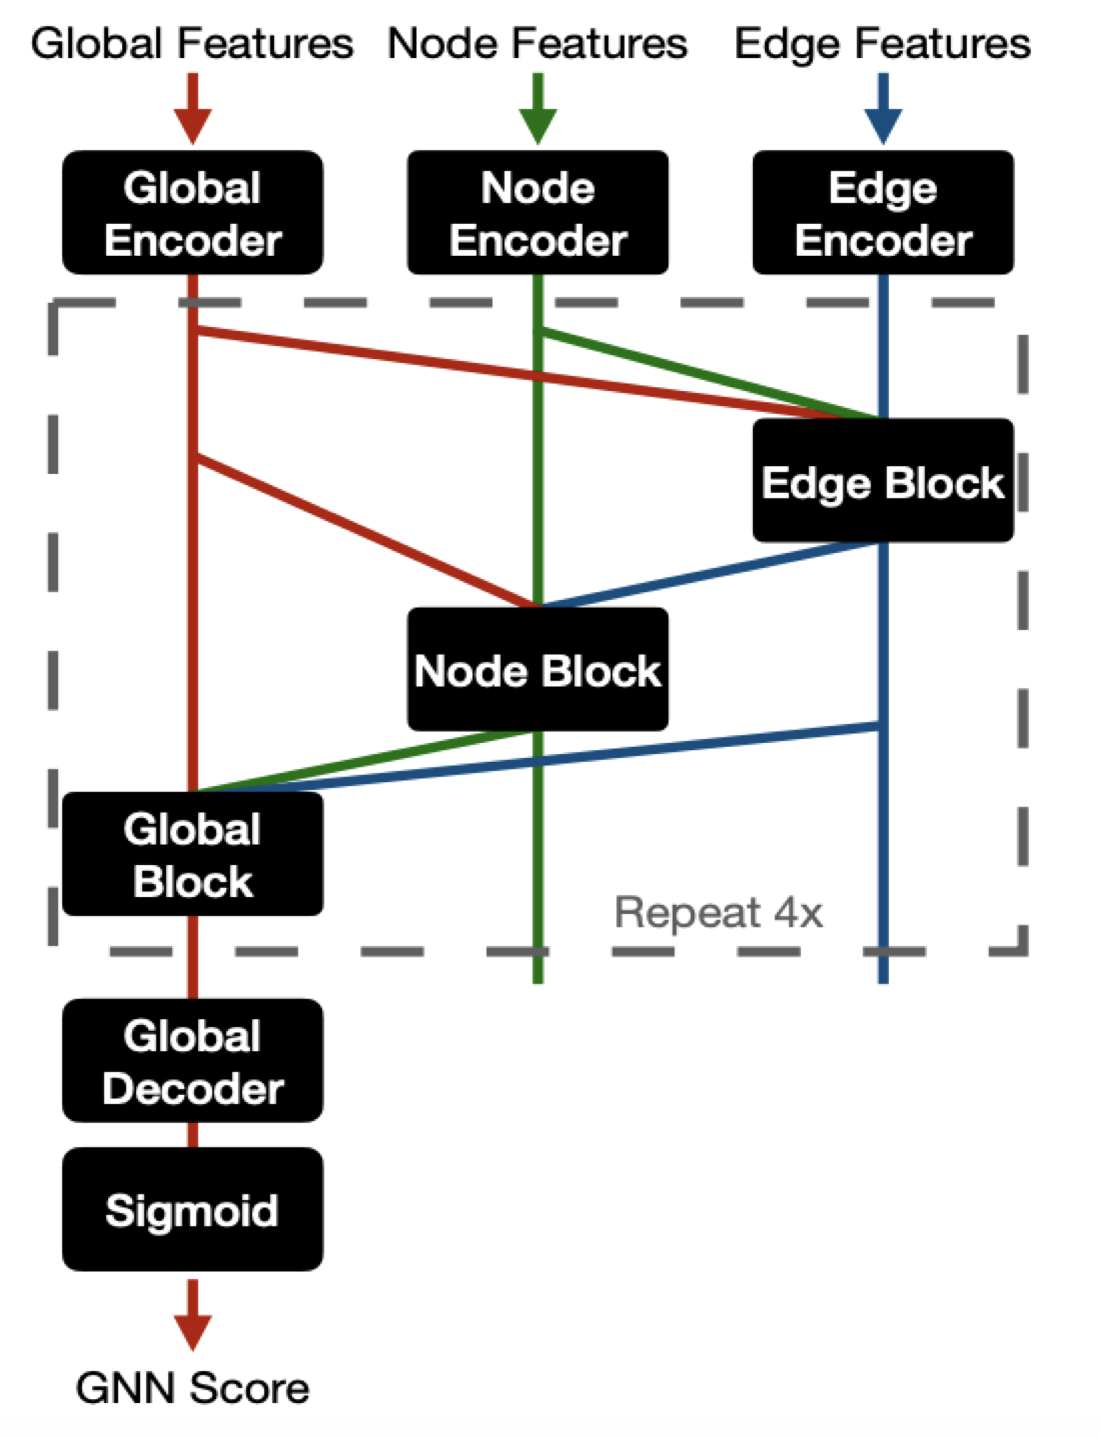 Global Features
Node Features
Edge Features
Global
Encoder
Node
Encoder
Edge
Encoder
Edge Block
Node Block
Global
Block
Repeat 4x
Global
Decoder
Sigmoid
GNN Score